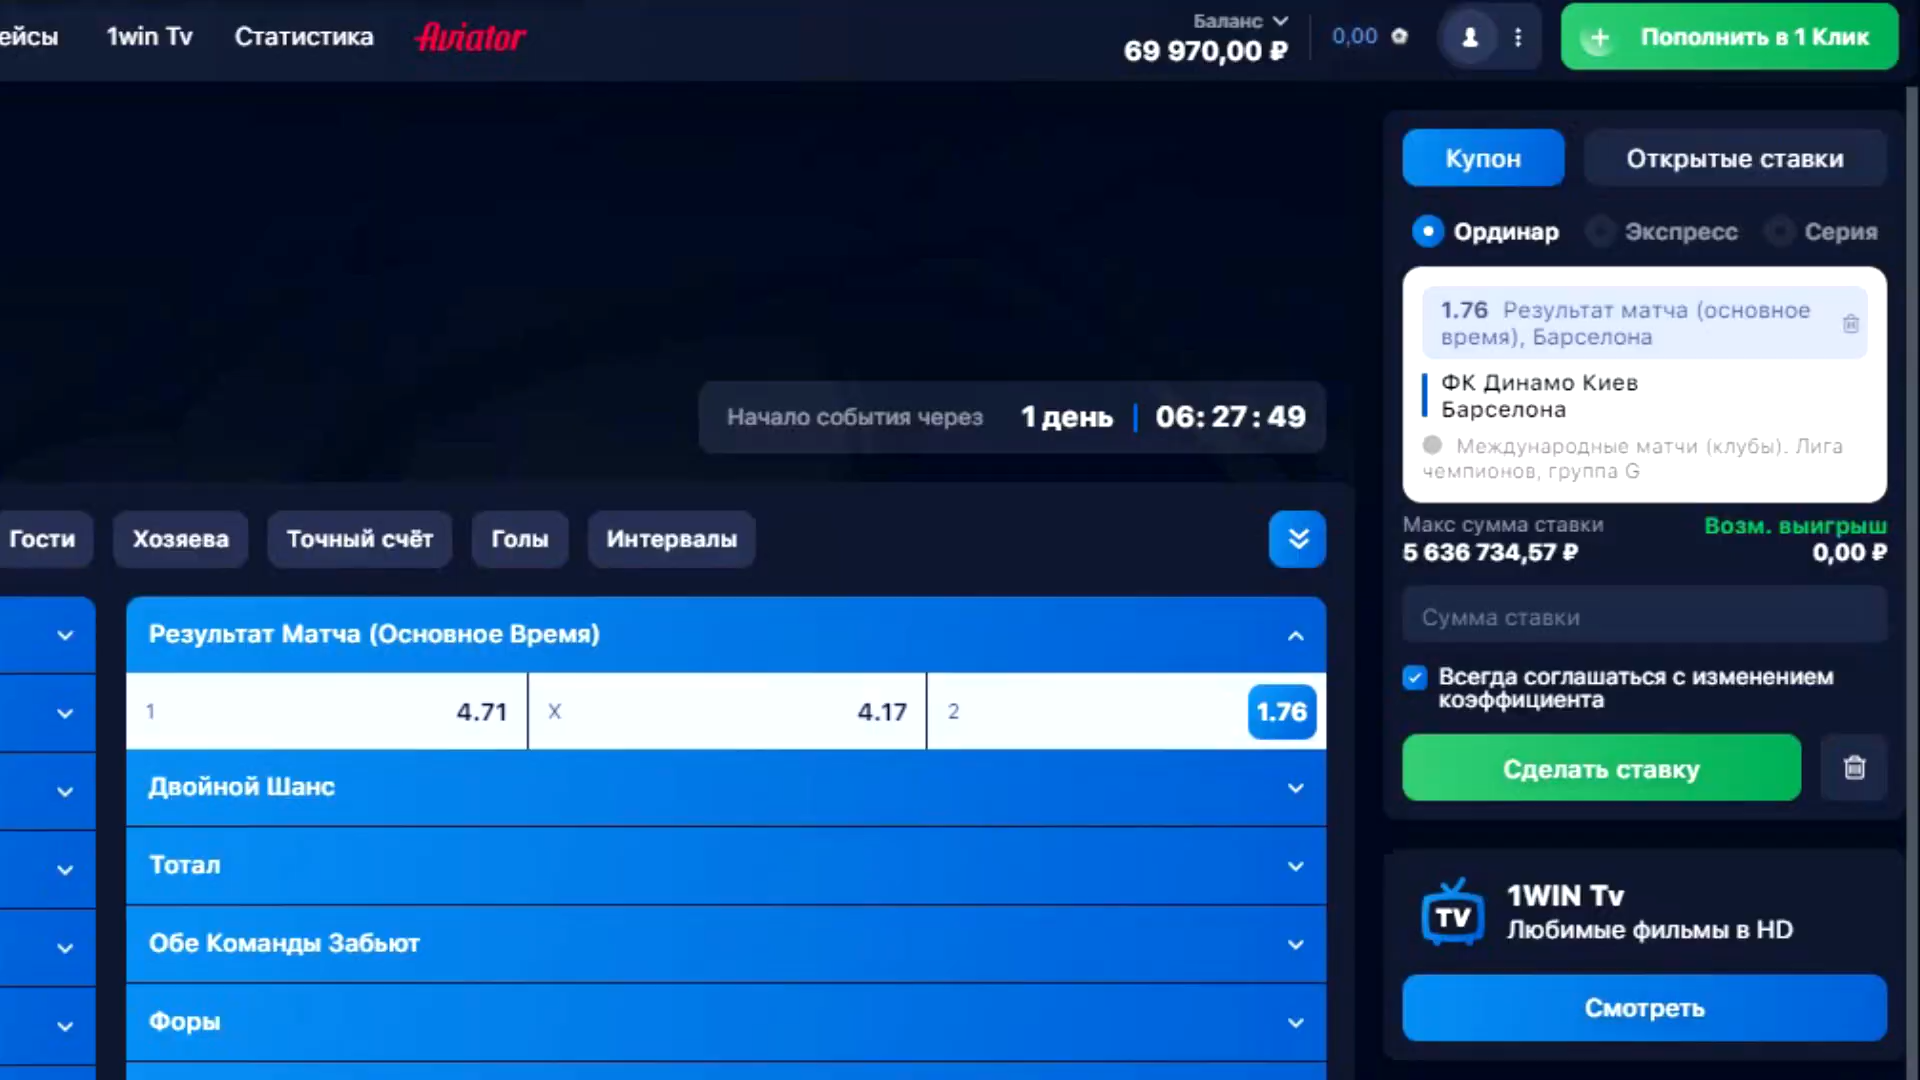 ейсы
1win Tv
Статистика
Aviator
Баланс
69 970,00 ₽
0,00
Пополнить в 1 Клик
Купон
Открытые ставки
Ординар
Экспресс
Серия
1.76 Результат матча (основное
время), Барселона
ФК Динамо Киев
Барселона
Международные матчи (клубы). Лига
чемпионов, группа G
Макс сумма ставки
Возм. выигрыш
5 636 734,57 ₽
0,00 ₽
Сумма ставки
Всегда соглашаться с изменением
коэффициента
Сделать ставку
TV
1WIN Tv
Любимые фильмы в HD
Смотреть
Начало события через 1 день 06: 27 : 49
Гости
Хозяева
Точный счёт
Голы
Интервалы
Результат Матча (Основное Время)
1 4.71
X 4.17
2 1.76
Двойной Шанс
Тотал
Обе Команды Забьют
Форы